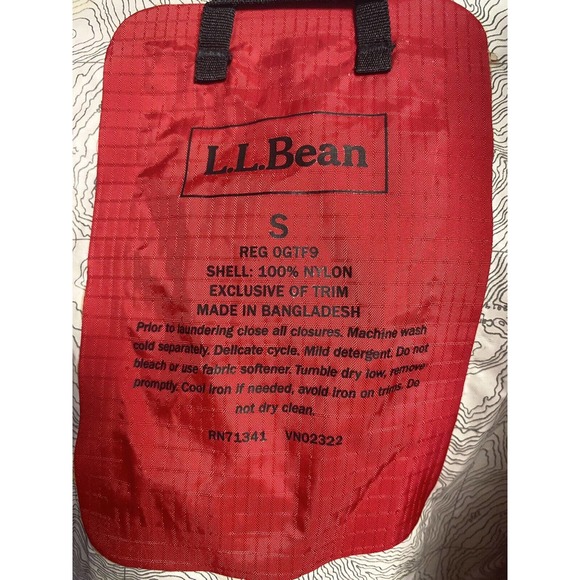 L.L.Bean
S
REG 0GTF9
SHELL: 100% NYLON
EXCLUSIVE OF TRIM
MADE IN BANGLADESH
Prior to laundering close all closures. Machine wash
cold separately. Delicate cycle. Mild detergent. Do not
bleach or use fabric softener. Tumble dry low, remove
promptly. Cool iron if needed, avoid iron on trims. Do
not dry clean.
RN71341 VN02322